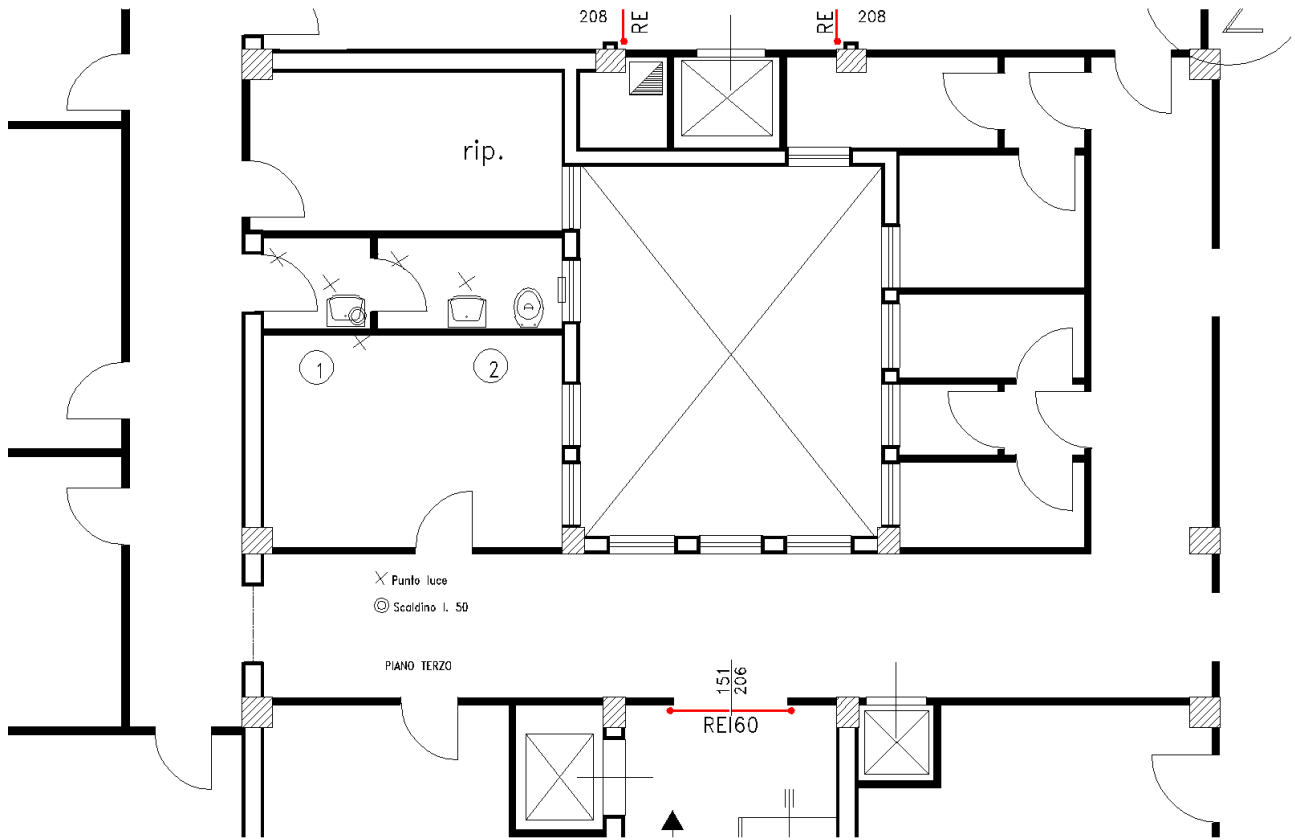 208
RE
RE
208
rip.
1
2
Punto luce
Scaldino l. 50
PIANO TERZO
151
206
REI60